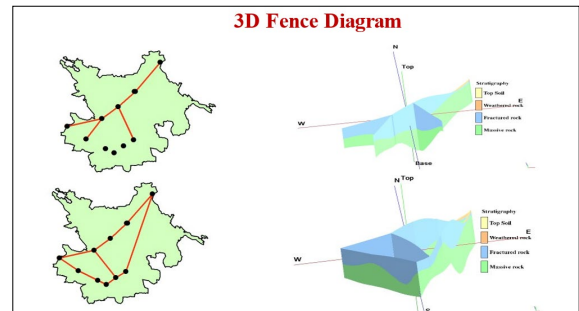 3D Fence Diagram
N
Top
Stratigraphy
Top Soil
Weathered rock
Fractured rock
Massive rock
E
W
Base
N
Top
Stratigraphy
Top Soil
Weathered rock
E
Fractured rock
Massive rock
W